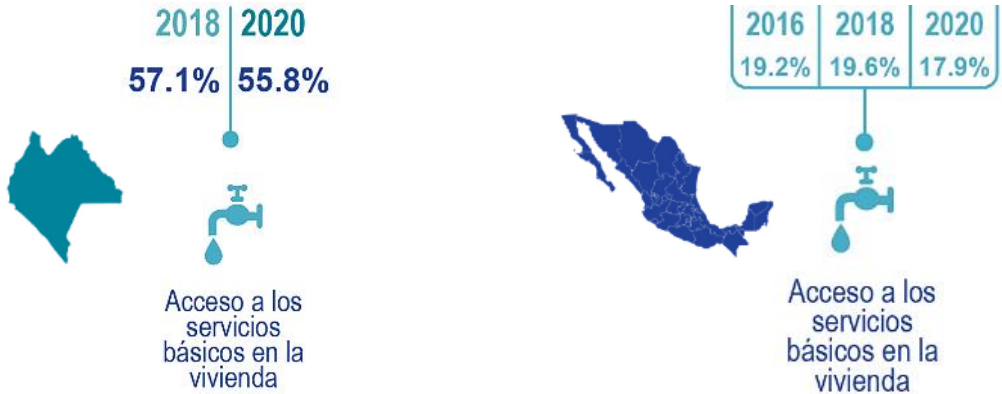 2018 2020
57.1% 55.8%
Acceso a los
servicios
básicos en la
vivienda
2016 2018 2020
19.2% 19.6% 17.9%
Acceso a los
servicios
básicos en la
vivienda